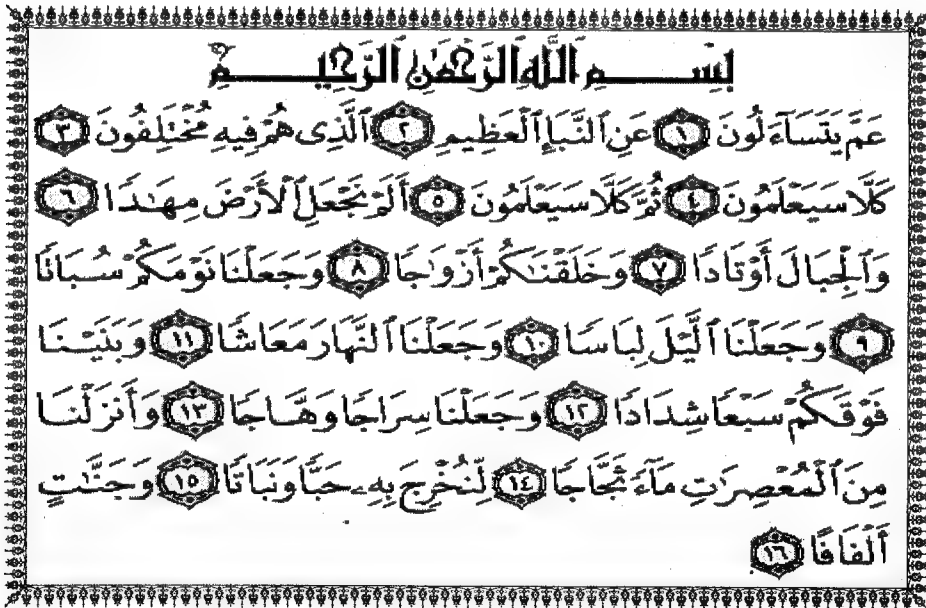 بِسْمِ ٱللَّهِ ٱلرَّحْمَٰنِ ٱلرَّحِيمِ
عَمَّ يَتَسَآءَلُونَ ١ عَنِ ٱلنَّبَإِ ٱلْعَظِيمِ ٢ ٱلَّذِى هُمْ فِيهِ مُخْتَلِفُونَ ٣
كَلَّا سَيَعْلَمُونَ ٤ ثُمَّ كَلَّا سَيَعْلَمُونَ ٥ أَلَمْ نَجْعَلِ ٱلْأَرْضَ مِهَٰدًا ٦
وَٱلْجِبَالَ أَوْتَادًا ٧ وَخَلَقْنَٰكُمْ أَزْوَٰجًا ٨ وَجَعَلْنَا نَوْمَكُمْ سُبَاتًا
٩ وَجَعَلْنَا ٱلَّيْلَ لِبَاسًا ١٠ وَجَعَلْنَا ٱلنَّهَارَ مَعَاشًا ١١ وَبَنَيْنَا
فَوْقَكُمْ سَبْعًا شِدَادًا ١٢ وَجَعَلْنَا سِرَاجًا وَهَّاجًا ١٣ وَأَنزَلْنَا
مِنَ ٱلْمُعْصِرَٰتِ مَآءً ثَجَّاجًا ١٤ لِّنُخْرِجَ بِهِۦ حَبًّا وَنَبَاتًا ١٥ وَجَنَّٰتٍ
أَلْفَافًا ١٦